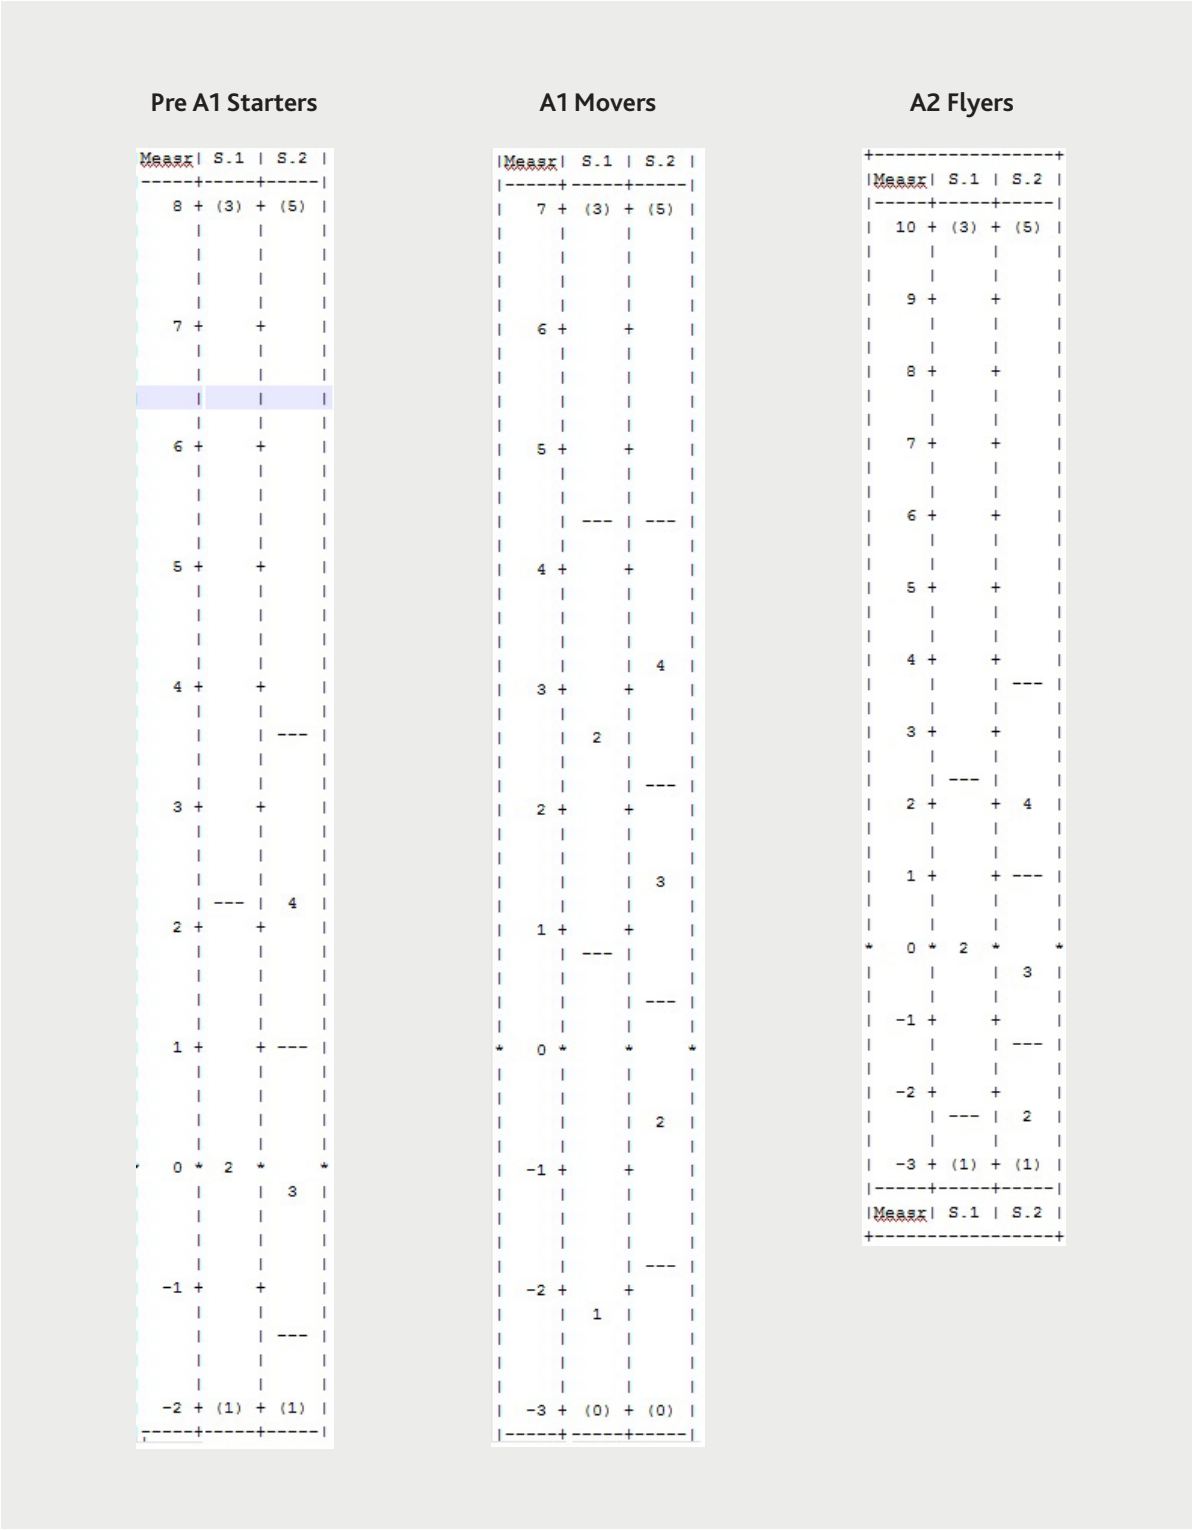 Pre A1 Starters
Measr| S.1 | S.2 |
-----+-----+-----|
8 + (3) + (5) |
7 + + |
6 + + |
5 + + |
4 + + |
| | --- |
3 + + |
| --- | 4 |
2 + + |
1 + + --- |
* 0 * 2 * *
| | 3 |
-1 + + |
| | --- |
-2 + (1) + (1) |
-----+-----+-----|
A1 Movers
|Measr| S.1 | S.2 |
|-----+-----+-----|
| 7 + (3) + (5) |
| 6 + + |
| 5 + + |
| | --- | --- |
| 4 + + |
| | | 4 |
| 3 + + |
| | 2 | |
| | | --- |
| 2 + + |
| | | 3 |
| 1 + + |
| | --- | |
| | | --- |
* 0 * * *
| | | 2 |
| -1 + + |
| | | --- |
| -2 + + |
| | 1 | |
| -3 + (0) + (0) |
|-----+-----+-----|
A2 Flyers
+-----------------+
|Measr| S.1 | S.2 |
|-----+-----+-----|
| 10 + (3) + (5) |
| 9 + + |
| 8 + + |
| 7 + + |
| 6 + + |
| 5 + + |
| 4 + + |
| | | --- |
| 3 + + |
| | --- | |
| 2 + + 4 |
| 1 + + --- |
* 0 * 2 * *
| | | 3 |
| -1 + + |
| | | --- |
| -2 + + |
| | --- | 2 |
| -3 + (1) + (1) |
|-----+-----+-----|
|Measr| S.1 | S.2 |
+-----------------+